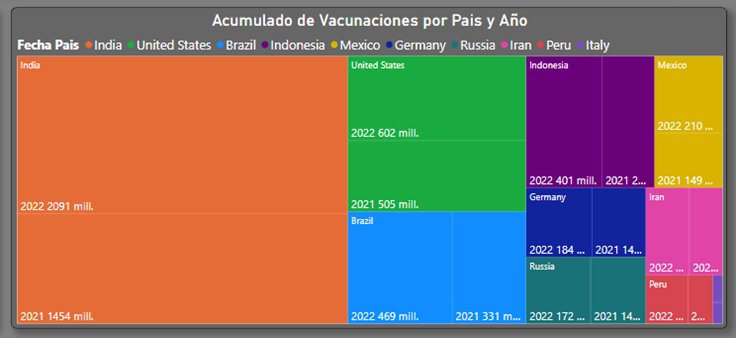 Acumulado de Vacunaciones por Pais y Año
Fecha Pais India United States Brazil Indonesia Mexico Germany Russia Iran Peru Italy
India
2022 2091 mill.
2021 1454 mill.
United States
2022 602 mill.
2021 505 mill.
Brazil
2022 469 mill.
2021 331 m...
Indonesia
2022 401 mill.
2021 2...
Mexico
2022 210 ...
2021 149 ...
Germany
2022 184 ...
2021 14...
Russia
2022 172 ...
2021 14...
Iran
2022 ...
202...
Peru
2022 ...
2...